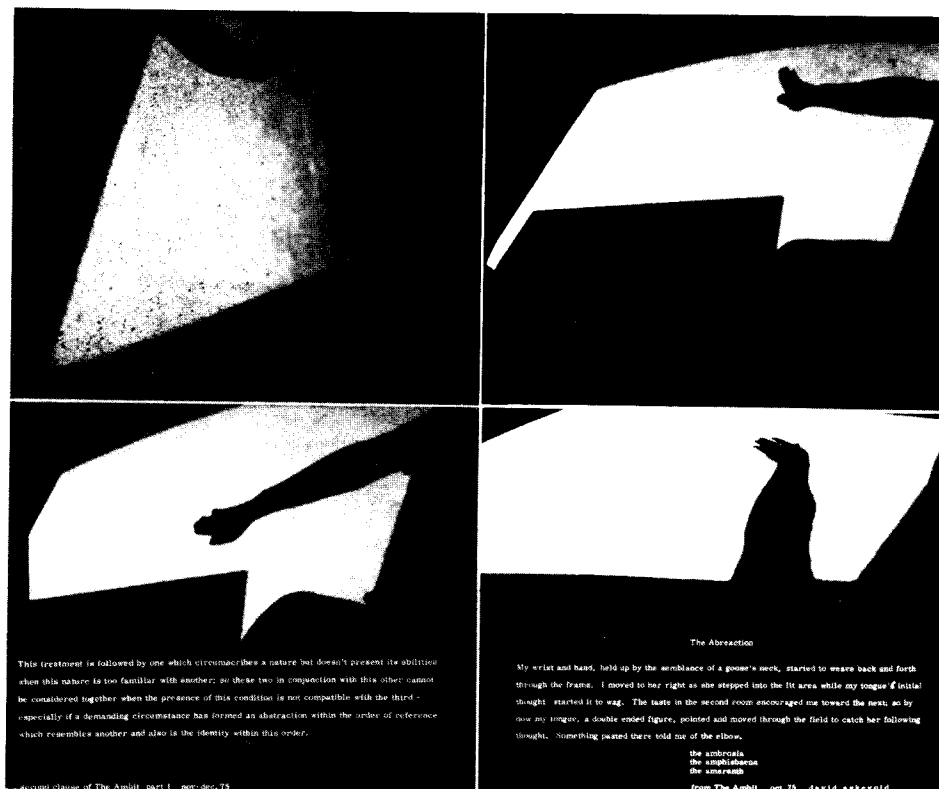 This treatment is followed by one which circumscribes a nature but doesn't present its abilities
when this nature is too familiar with another; so these two in conjunction with this other cannot
be considered together when the presence of this condition is not compatible with the third -
especially if a demanding circumstance has formed an abstraction within the order of reference
which resembles another and also is the identity within this order.
second clause of The Ambit part I nov-dec. 75
The Abreaction
My wrist and hand, held up by the semblance of a goose's neck, started to weave back and forth
through the frame. I moved to her right as she stepped into the lit area while my tongue's initial
thought started it to wag. The taste in the second room encouraged me toward the next; so by
now my tongue, a double ended figure, pointed and moved through the field to catch her following
thought. Something pasted there told me of the elbow.
the ambrosia
the amphisbaena
the amaranth
from The Ambit oct. 75 david askevold